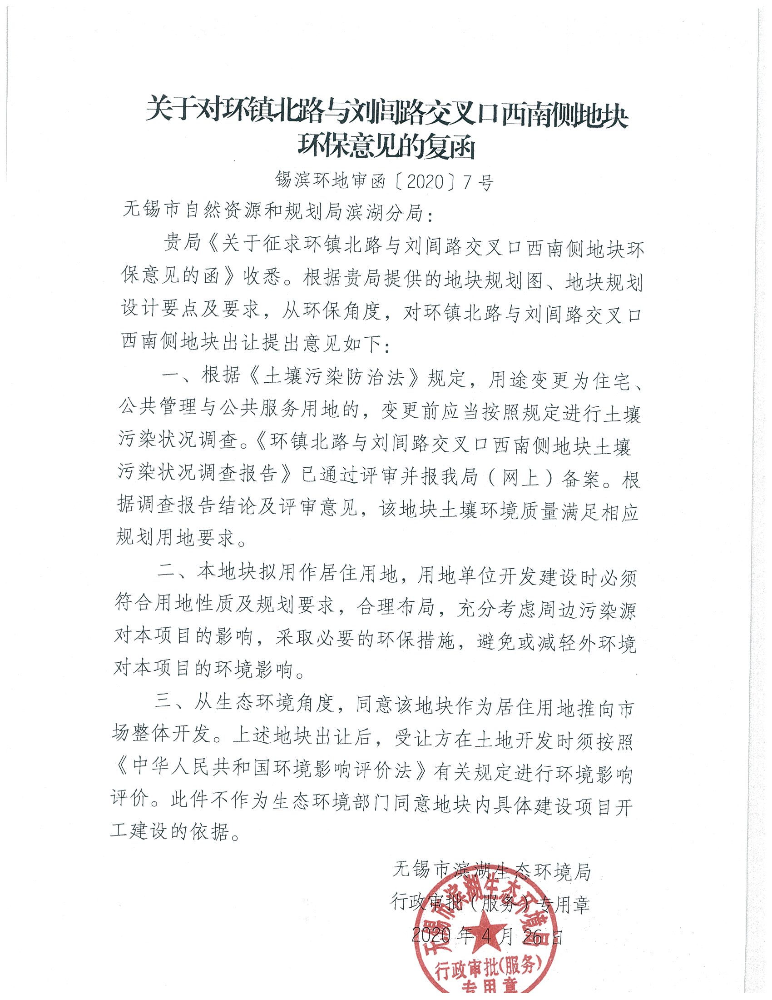 关于对环镇北路与刘闾路交叉口西南侧地块
环保意见的复函
锡滨环地审函〔2020〕7号
无锡市自然资源和规划局滨湖分局：
贵局《关于征求环镇北路与刘闾路交叉口西南侧地块环
保意见的函》收悉。根据贵局提供的地块规划图、地块规划
设计要点及要求，从环保角度，对环镇北路与刘闾路交叉口
西南侧地块出让提出意见如下：
一、根据《土壤污染防治法》规定，用途变更为住宅、
公共管理与公共服务用地的，变更前应当按照规定进行土壤
污染状况调查。《环镇北路与刘闾路交叉口西南侧地块土壤
污染状况调查报告》已通过评审并报我局（网上）备案。根
据调查报告结论及评审意见，该地块土壤环境质量满足相应
规划用地要求。
二、本地块拟用作居住用地，用地单位开发建设时必须
符合用地性质及规划要求，合理布局，充分考虑周边污染源
对本项目的影响，采取必要的环保措施，避免或减轻外环境
对本项目的环境影响。
三、从生态环境角度，同意该地块作为居住用地推向市
场整体开发。上述地块出让后，受让方在土地开发时须按照
《中华人民共和国环境影响评价法》有关规定进行环境影响
评价。此件不作为生态环境部门同意地块内具体建设项目开
工建设的依据。
无锡市滨湖生态环境局
行政审批（服务）专用章
2020年4月26日
无锡市滨湖生态环境局
行政审批(服务)
专用章